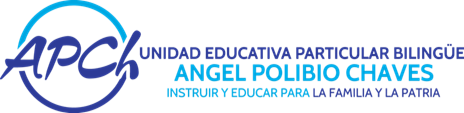 APCh
UNIDAD EDUCATIVA PARTICULAR BILINGÜE
ANGEL POLIBIO CHAVES
INSTRUIR Y EDUCAR PARA LA FAMILIA Y LA PATRIA